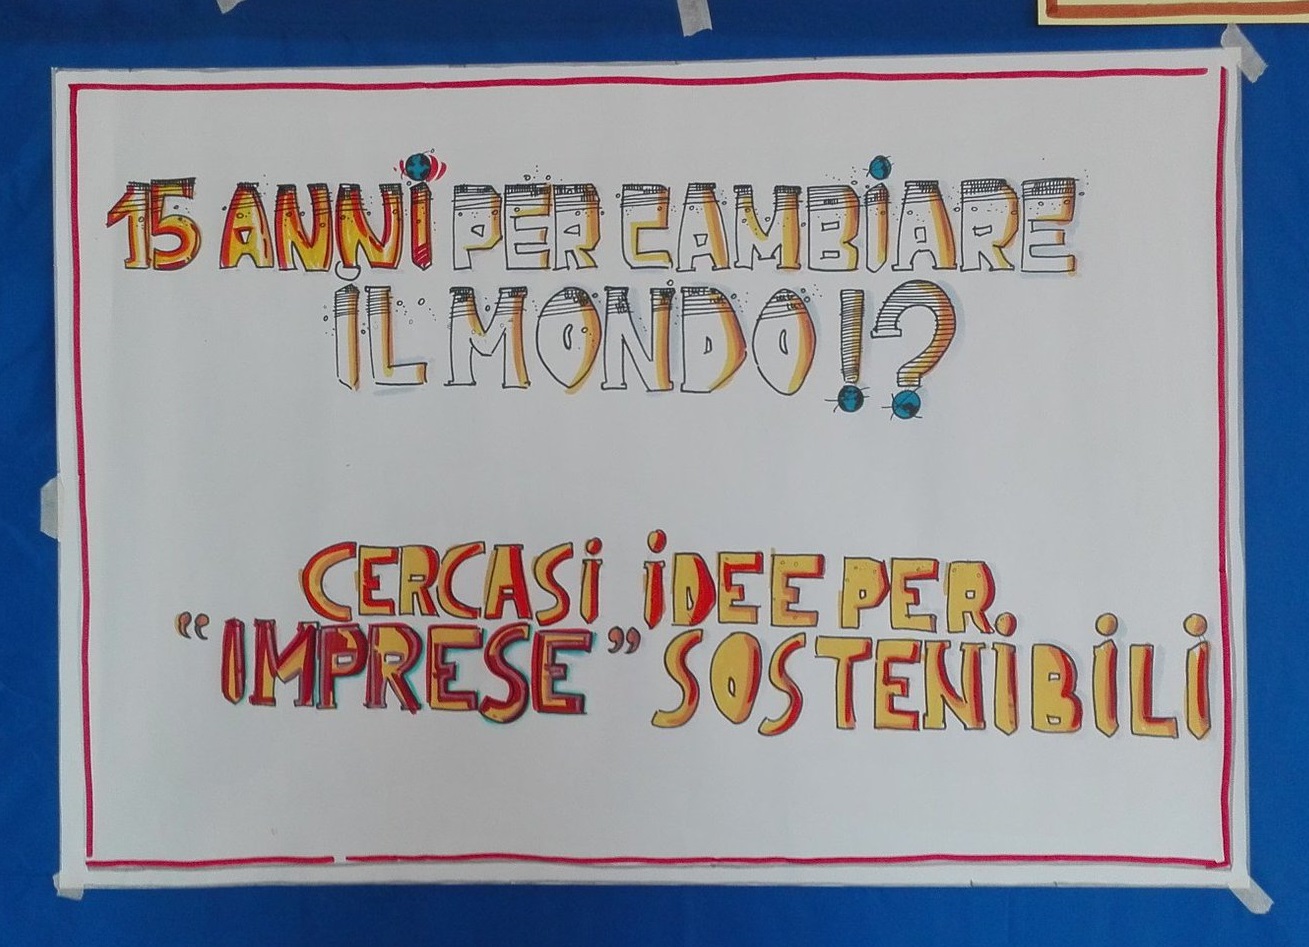 15 ANNI PER CAMBIARE
IL MONDO !?
CERCASI IDEE PER
“IMPRESE” SOSTENIBILI